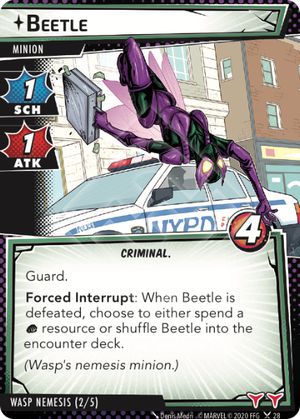 BEETLE
MINION
1
SCH
1
ATK
NYPD
4
CRIMINAL.
Guard.
Forced Interrupt: When Beetle is
defeated, choose to either spend a
resource or shuffle Beetle into the
encounter deck.
(Wasp's nemesis minion.)
WASP NEMESIS (2/5)
Denis Medri © MARVEL © 2020 FFG 28